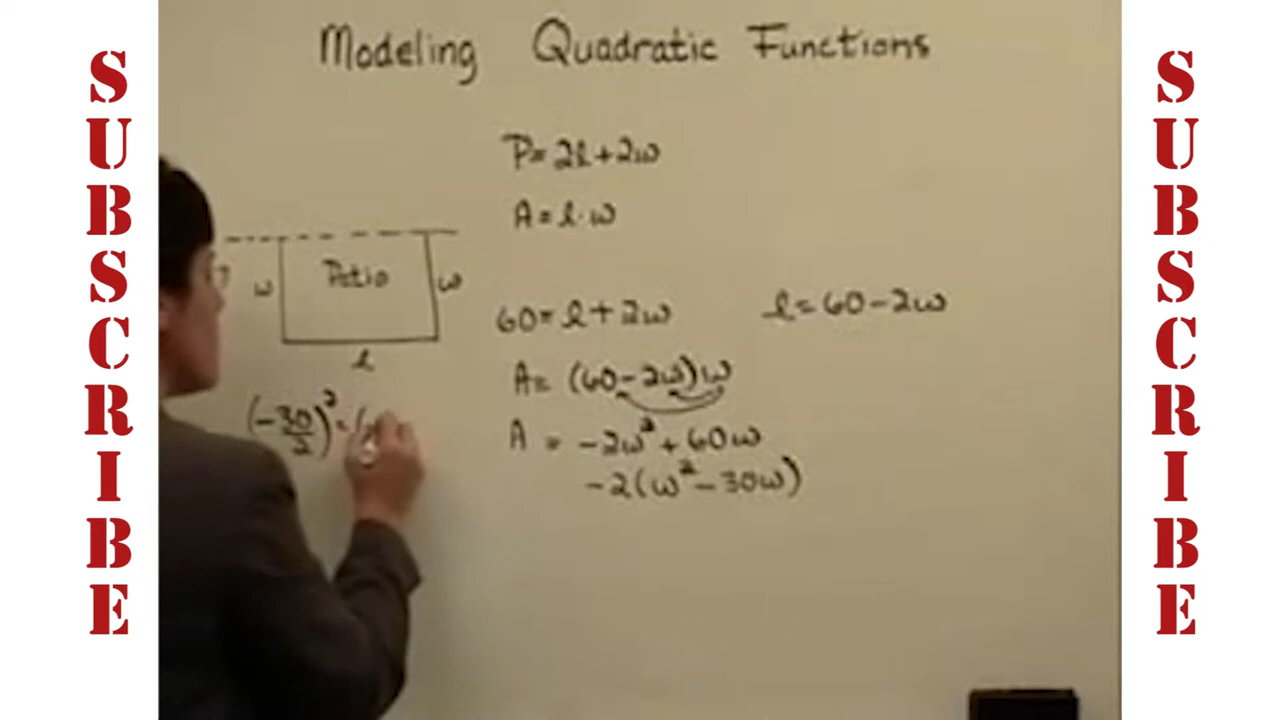 SUBSCRIBE
Modeling Quadratic Functions
P = 2l + 2w
A = l · w
Patio
w
w
l
60 = l + 2w
l = 60 - 2w
A = (60 - 2w)w
A = -2w² + 60w
-2(w² - 30w)
(-30/2)² = (
SUBSCRIBE